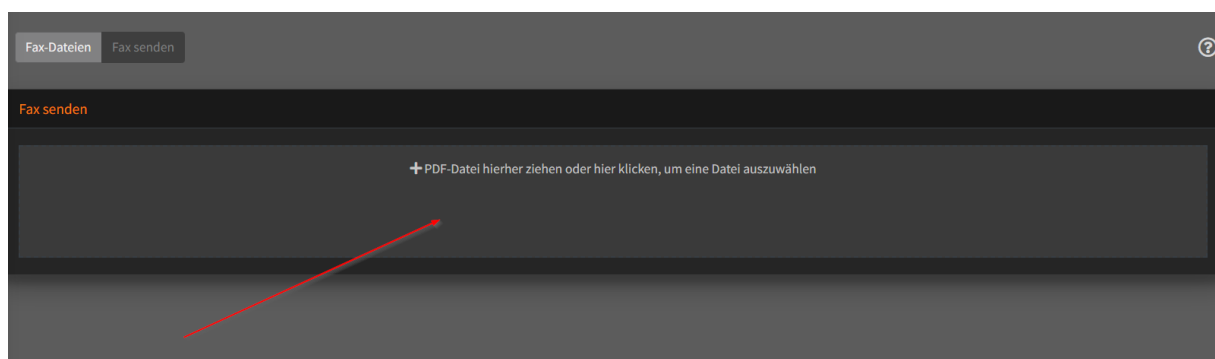 Fax-Dateien Fax senden
Fax senden
PDF-Datei hierher ziehen oder hier klicken, um eine Datei auszuwählen